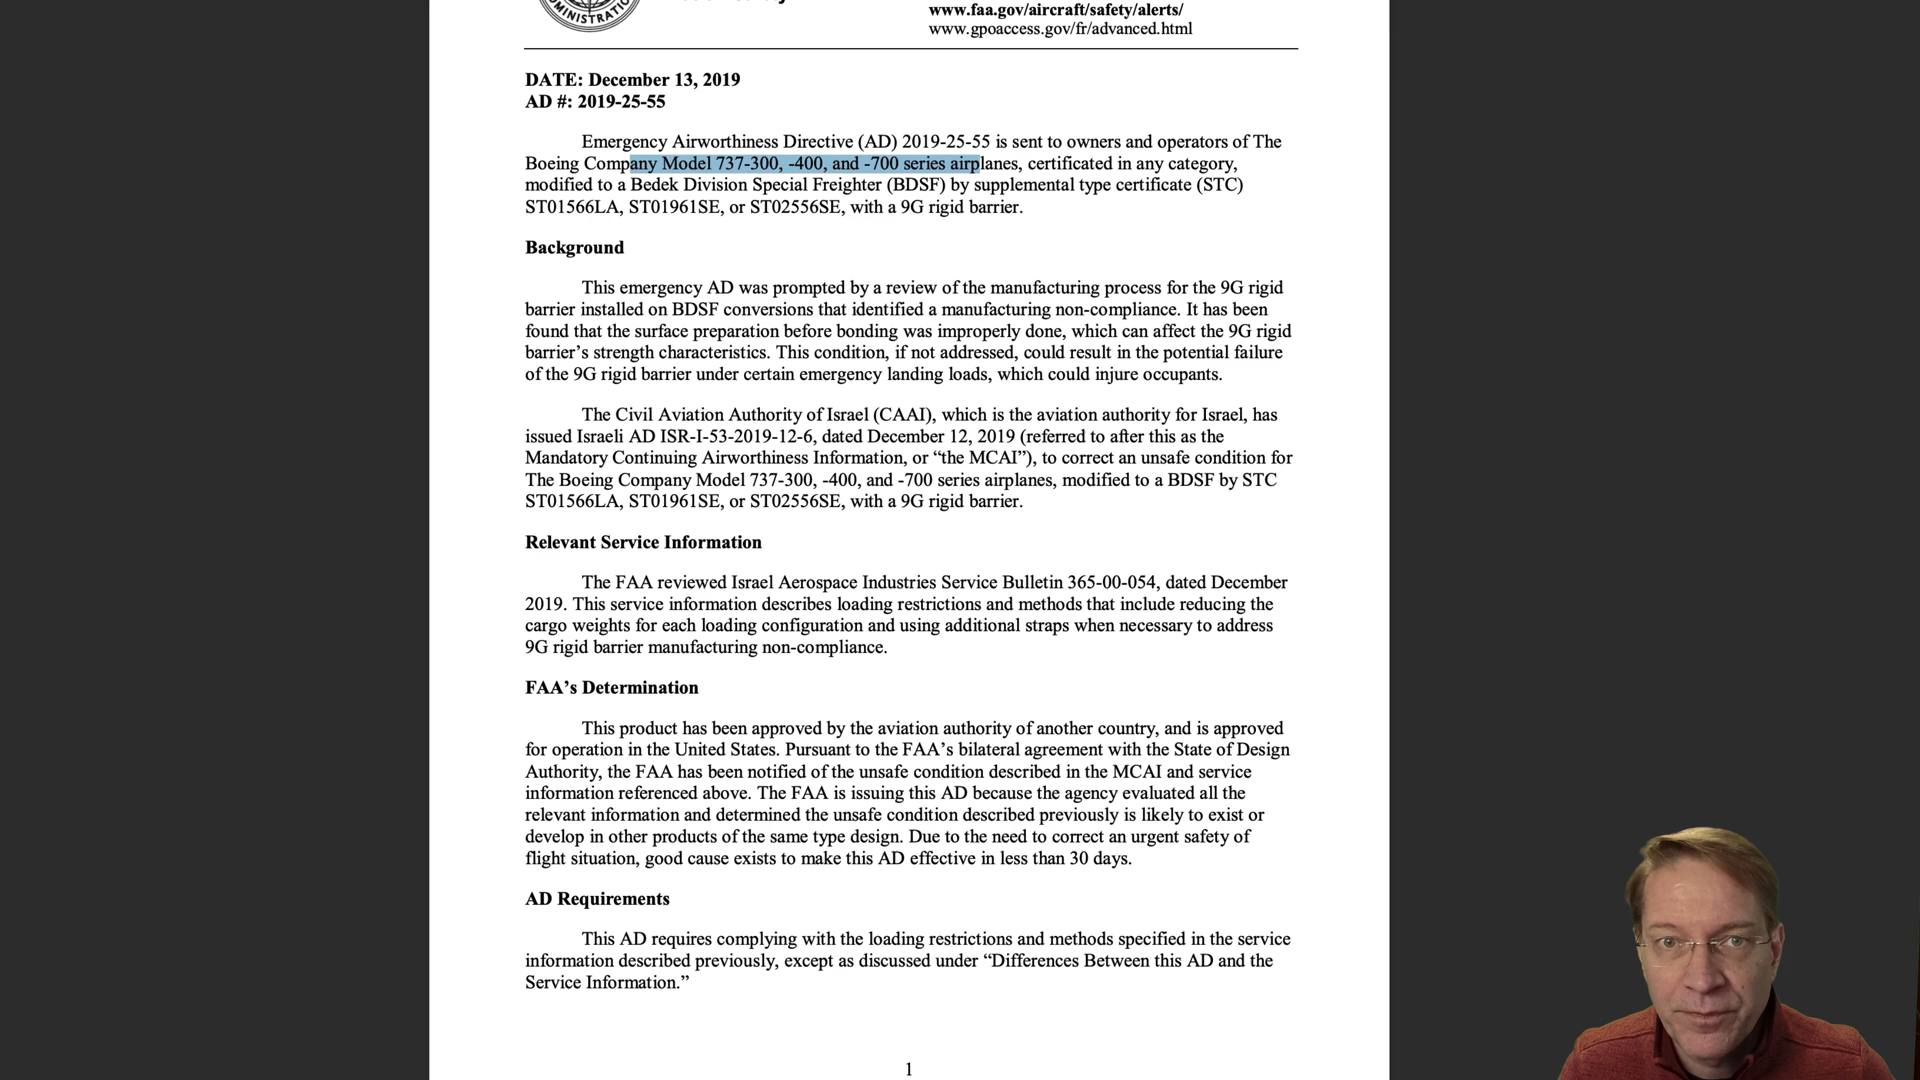 MINISTRATIO
www.faa.gov/aircraft/safety/alerts/
www.gpoaccess.gov/fr/advanced.html
DATE: December 13, 2019
AD #: 2019-25-55
Emergency Airworthiness Directive (AD) 2019-25-55 is sent to owners and operators of The
Boeing Company Model 737-300, -400, and -700 series airplanes, certificated in any category,
modified to a Bedek Division Special Freighter (BDSF) by supplemental type certificate (STC)
ST01566LA, ST01961SE, or ST02556SE, with a 9G rigid barrier.
Background
This emergency AD was prompted by a review of the manufacturing process for the 9G rigid
barrier installed on BDSF conversions that identified a manufacturing non-compliance. It has been
found that the surface preparation before bonding was improperly done, which can affect the 9G rigid
barrier’s strength characteristics. This condition, if not addressed, could result in the potential failure
of the 9G rigid barrier under certain emergency landing loads, which could injure occupants.
The Civil Aviation Authority of Israel (CAAI), which is the aviation authority for Israel, has
issued Israeli AD ISR-I-53-2019-12-6, dated December 12, 2019 (referred to after this as the
Mandatory Continuing Airworthiness Information, or “the MCAI”), to correct an unsafe condition for
The Boeing Company Model 737-300, -400, and -700 series airplanes, modified to a BDSF by STC
ST01566LA, ST01961SE, or ST02556SE, with a 9G rigid barrier.
Relevant Service Information
The FAA reviewed Israel Aerospace Industries Service Bulletin 365-00-054, dated December
2019. This service information describes loading restrictions and methods that include reducing the
cargo weights for each loading configuration and using additional straps when necessary to address
9G rigid barrier manufacturing non-compliance.
FAA’s Determination
This product has been approved by the aviation authority of another country, and is approved
for operation in the United States. Pursuant to the FAA’s bilateral agreement with the State of Design
Authority, the FAA has been notified of the unsafe condition described in the MCAI and service
information referenced above. The FAA is issuing this AD because the agency evaluated all the
relevant information and determined the unsafe condition described previously is likely to exist or
develop in other products of the same type design. Due to the need to correct an urgent safety of
flight situation, good cause exists to make this AD effective in less than 30 days.
AD Requirements
This AD requires complying with the loading restrictions and methods specified in the service
information described previously, except as discussed under “Differences Between this AD and the
Service Information.”
1